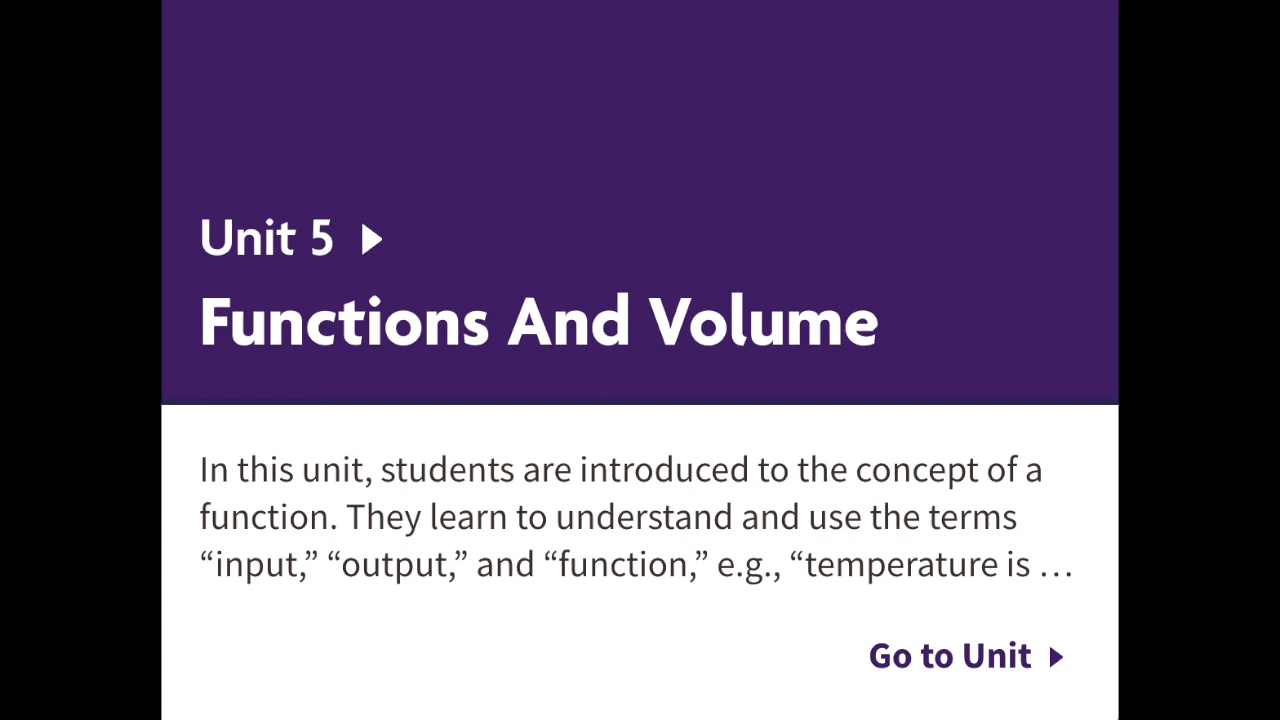 Unit 5
Functions And Volume
In this unit, students are introduced to the concept of a
function. They learn to understand and use the terms
“input,” “output,” and “function,” e.g., “temperature is …
Go to Unit